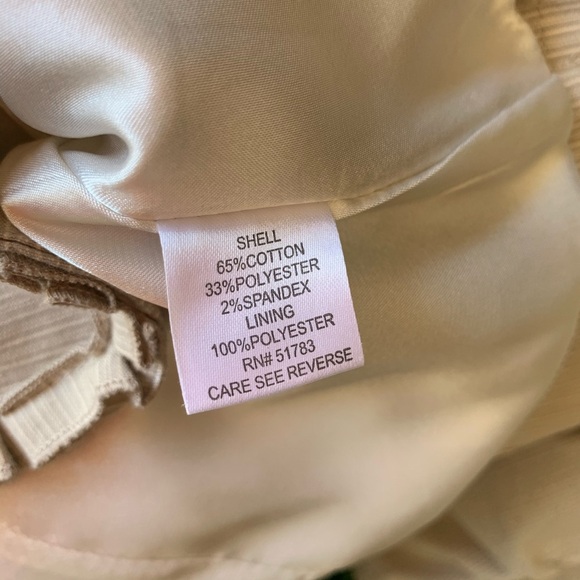 SHELL
65%COTTON
33%POLYESTER
2%SPANDEX
LINING
100%POLYESTER
RN# 51783
CARE SEE REVERSE